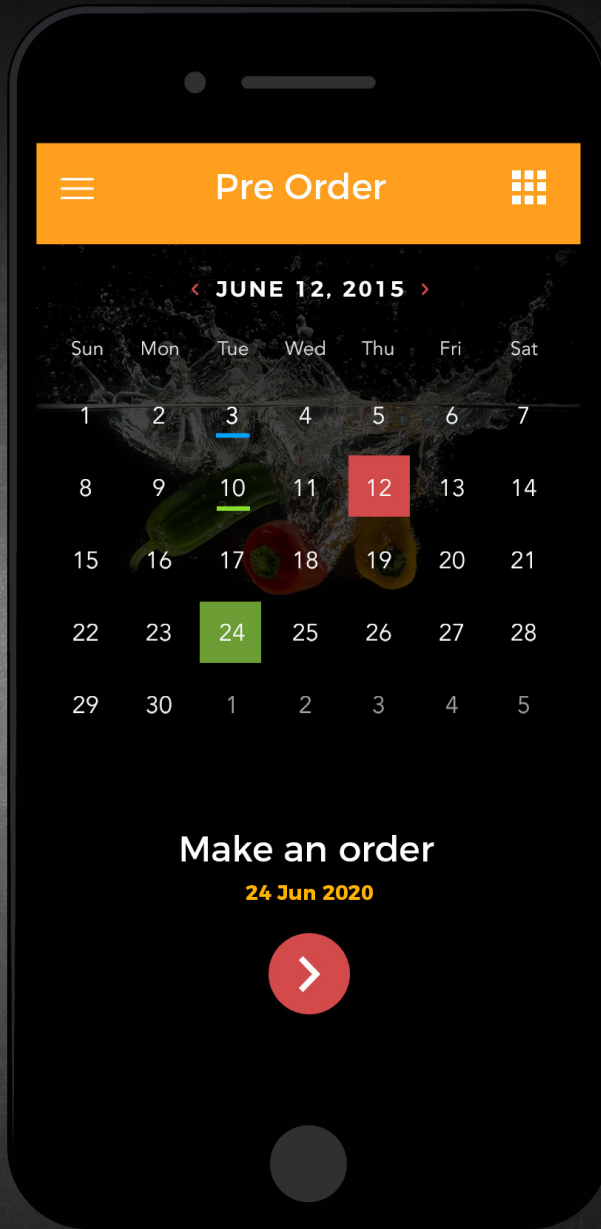 Pre Order
JUNE 12, 2015
Sun Mon Tue Wed Thu Fri Sat
1 2 3 4 5 6 7
8 9 10 11 12 13 14
15 16 17 18 19 20 21
22 23 24 25 26 27 28
29 30 1 2 3 4 5
Make an order
24 Jun 2020